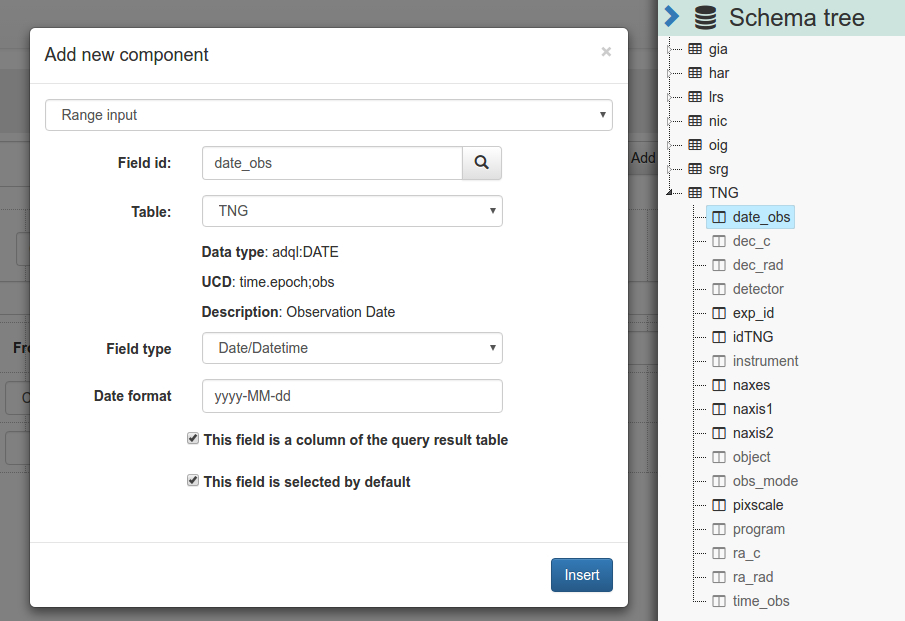 Add new component
×
Range input
Field id:
date_obs
Table:
TNG
Data type: adql:DATE
UCD: time.epoch;obs
Description: Observation Date
Field type
Date/Datetime
Date format
yyyy-MM-dd
This field is a column of the query result table
This field is selected by default
Insert
Add
Schema tree
gia
har
lrs
nic
oig
srg
TNG
date_obs
dec_c
dec_rad
detector
exp_id
idTNG
instrument
naxes
naxis1
naxis2
object
obs_mode
pixscale
program
ra_c
ra_rad
time_obs